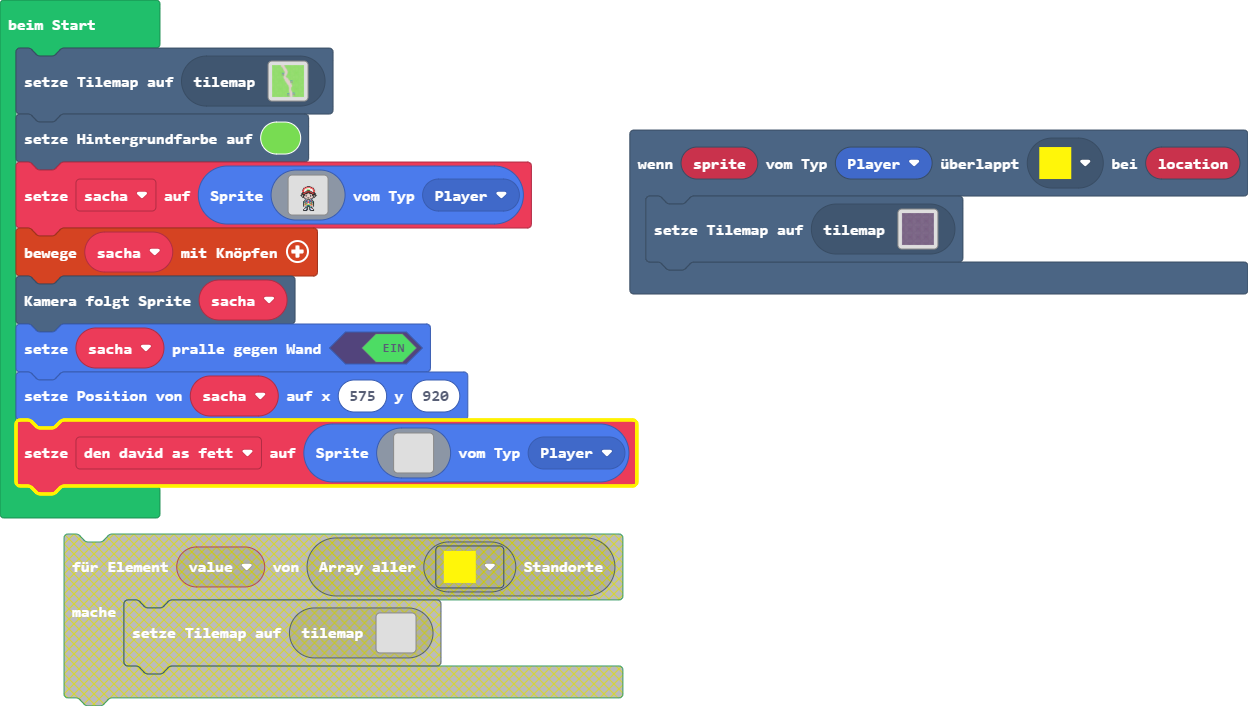 beim Start
setze Tilemap auf tilemap
setze Hintergrundfarbe auf
setze sacha auf Sprite vom Typ Player
bewege sacha mit Knöpfen
Kamera folgt Sprite sacha
setze sacha pralle gegen Wand EIN
setze Position von sacha auf x 575 y 920
setze den david as fett auf Sprite vom Typ Player
wenn sprite vom Typ Player überlappt bei location
setze Tilemap auf tilemap
für Element value von Array aller Standorte
mache
setze Tilemap auf tilemap